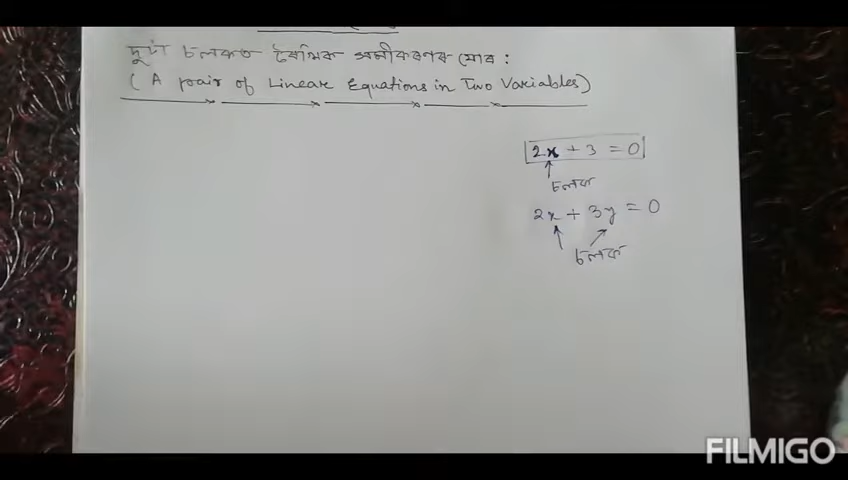 দুটা চলকত ৰৈখিক সমীকৰণৰ যোৰ :
(A pair of Linear Equations in Two Variables)
2x + 3 = 0
চলক
2x + 3y = 0
চলক
FILMIGO